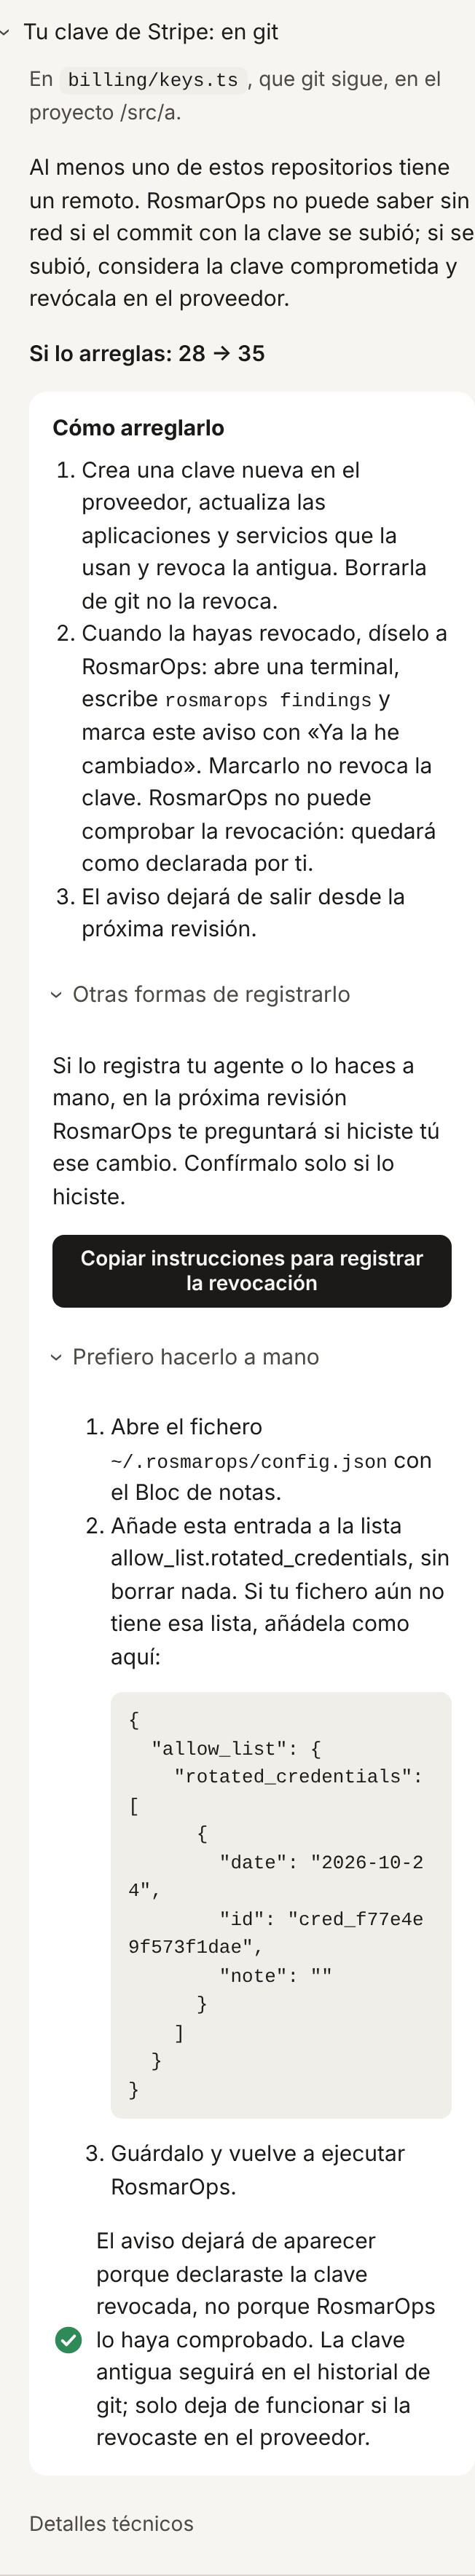 Tu clave de Stripe: en git
En billing/keys.ts, que git sigue, en el
proyecto /src/a.
Al menos uno de estos repositorios tiene
un remoto. RosmarOps no puede saber sin
red si el commit con la clave se subió; si se
subió, considera la clave comprometida y
revócala en el proveedor.
Si lo arreglas: 28 → 35
Cómo arreglarlo
1. Crea una clave nueva en el
proveedor, actualiza las
aplicaciones y servicios que la
usan y revoca la antigua. Borrarla
de git no la revoca.
2. Cuando la hayas revocado, díselo a
RosmarOps: abre una terminal,
escribe rosmarops findings y
marca este aviso con «Ya la he
cambiado». Marcarlo no revoca la
clave. RosmarOps no puede
comprobar la revocación: quedará
como declarada por ti.
3. El aviso dejará de salir desde la
próxima revisión.
Otras formas de registrarlo
Si lo registra tu agente o lo haces a
mano, en la próxima revisión
RosmarOps te preguntará si hiciste tú
ese cambio. Confírmalo solo si lo
hiciste.
Copiar instrucciones para registrar
la revocación
Prefiero hacerlo a mano
1. Abre el fichero
~/.rosmarops/config.json con
el Bloc de notas.
2. Añade esta entrada a la lista
allow_list.rotated_credentials, sin
borrar nada. Si tu fichero aún no
tiene esa lista, añádela como
aquí:
{
"allow_list": {
"rotated_credentials":
[
{
"date": "2026-10-2
4",
"id": "cred_f77e4e
9f573f1dae",
"note": ""
}
]
}
}
3. Guárdalo y vuelve a ejecutar
RosmarOps.
El aviso dejará de aparecer
porque declaraste la clave
revocada, no porque RosmarOps
lo haya comprobado. La clave
antigua seguirá en el historial de
git; solo deja de funcionar si la
revocaste en el proveedor.
Detalles técnicos